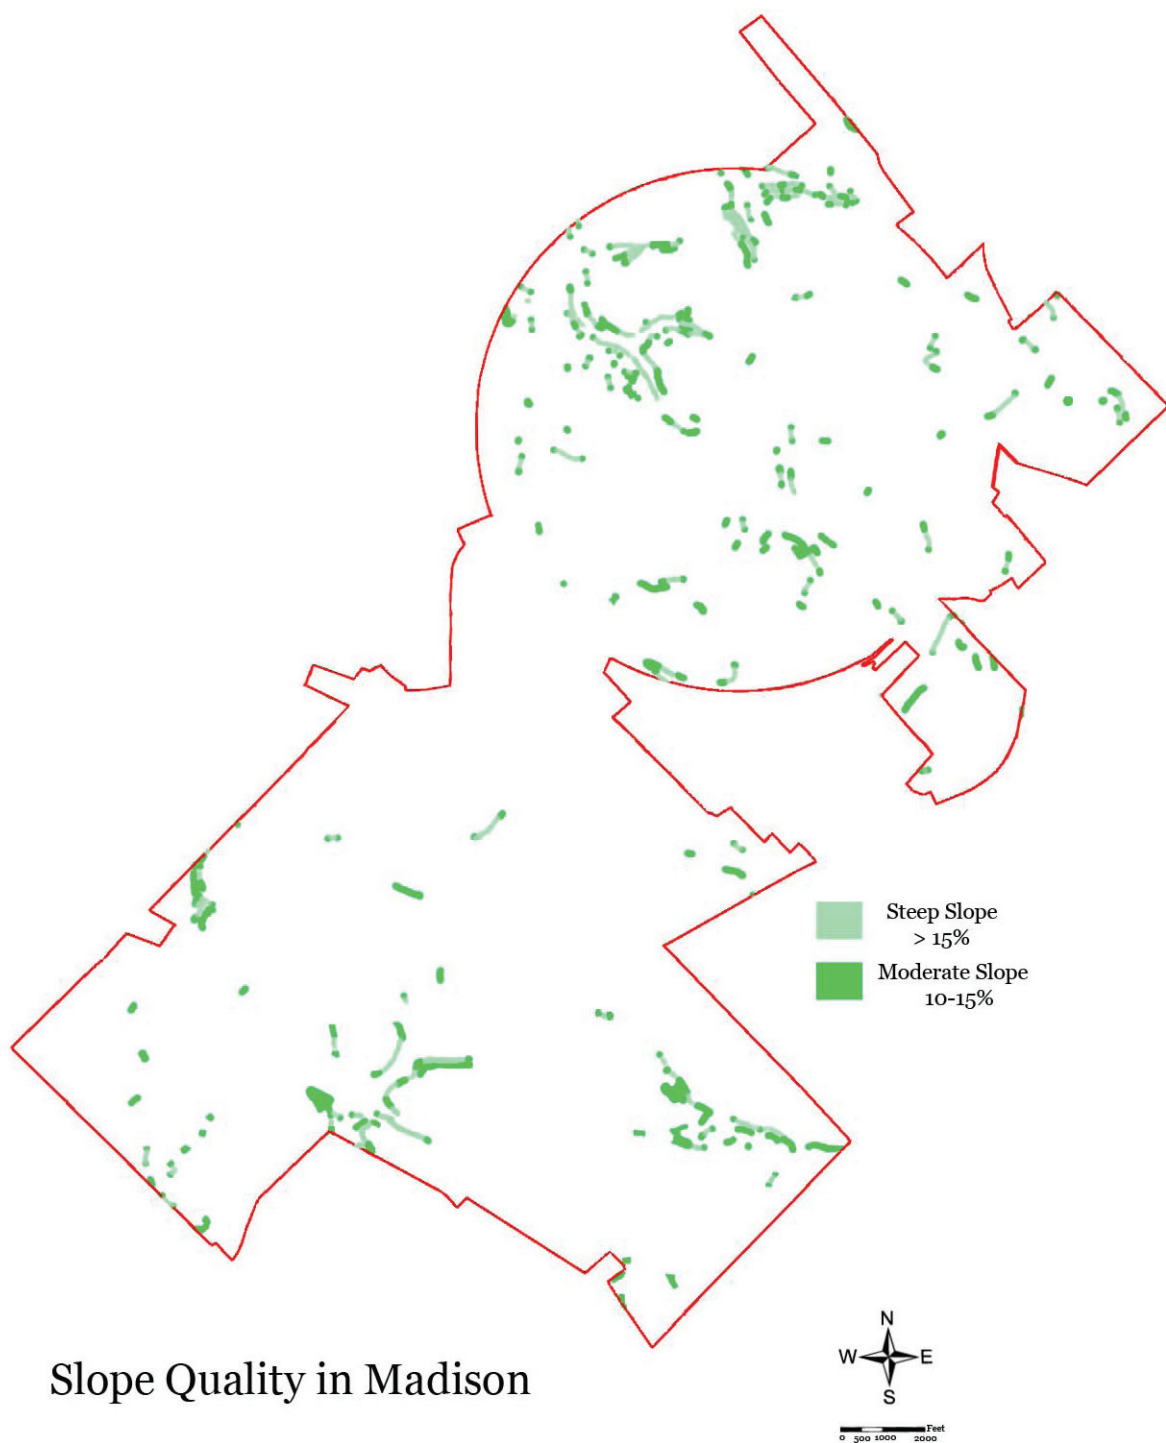 Steep Slope
> 15%
Moderate Slope
10-15%
N
W E
S
Slope Quality in Madison
Feet
0 500 1000 2000